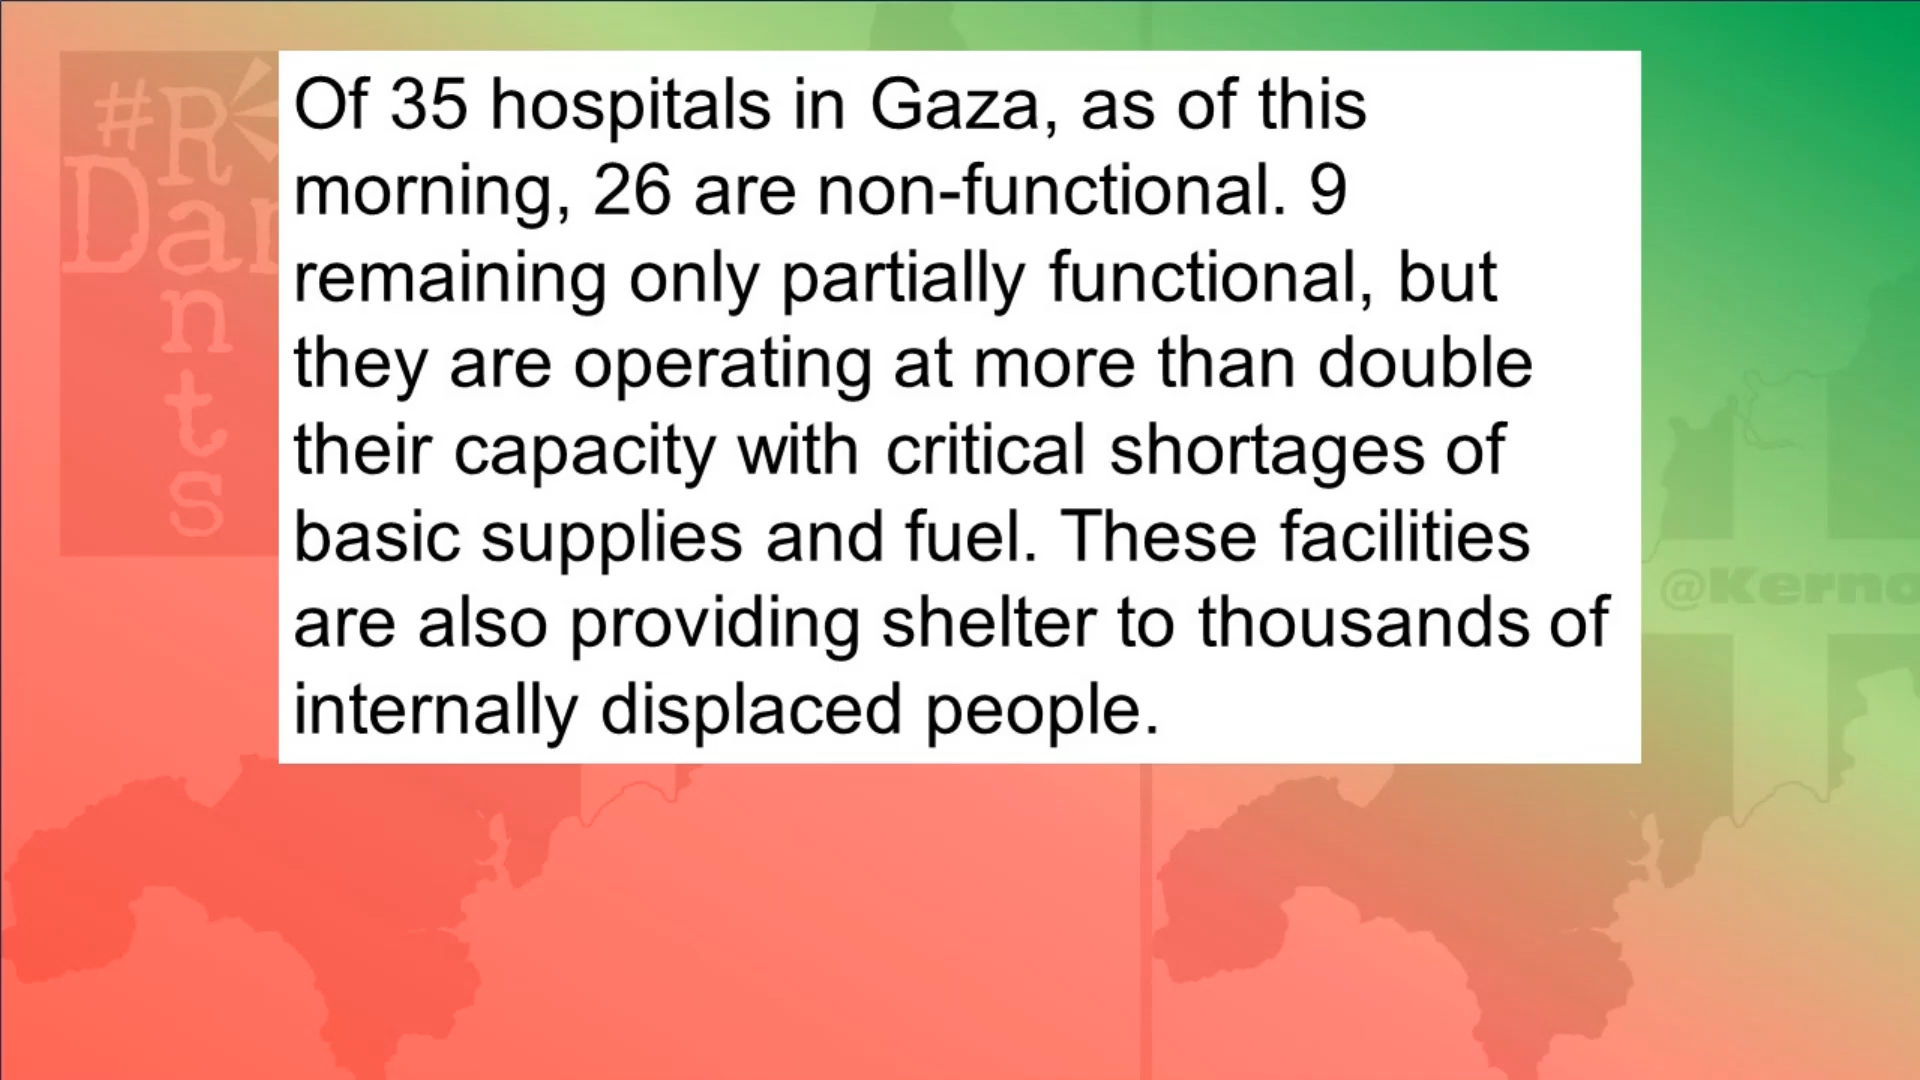 #R
Dan
n
t
s
Of 35 hospitals in Gaza, as of this
morning, 26 are non-functional. 9
remaining only partially functional, but
they are operating at more than double
their capacity with critical shortages of
basic supplies and fuel. These facilities
are also providing shelter to thousands of
internally displaced people.
@Kerno